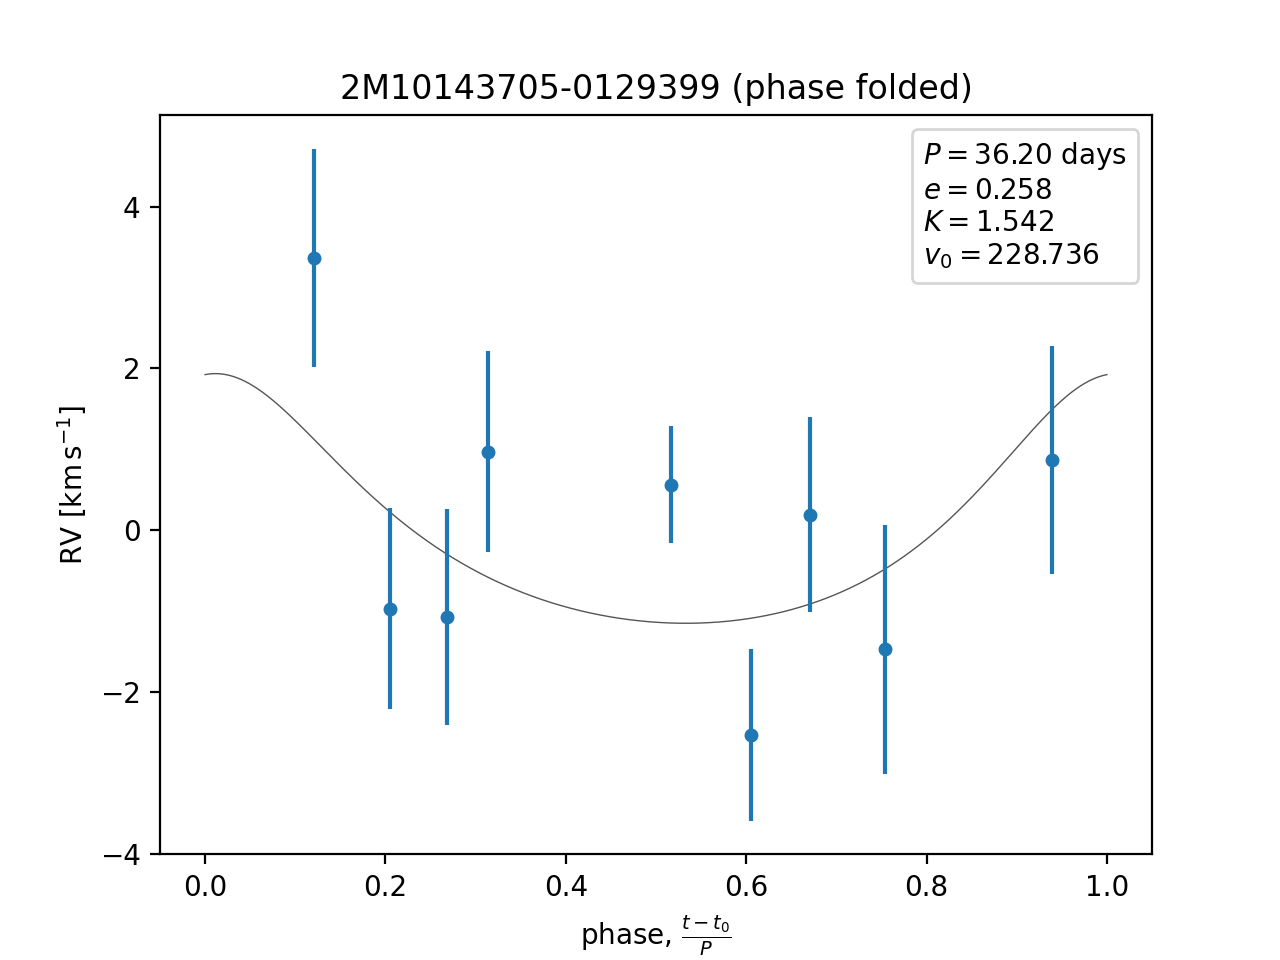 2M10143705-0129399 (phase folded)
P = 36.20 days
e = 0.258
K = 1.542
v₀ = 228.736
4
2
0
−2
−4
RV [km s⁻¹]
0.0 0.2 0.4 0.6 0.8 1.0
phase, (t − t₀)/P